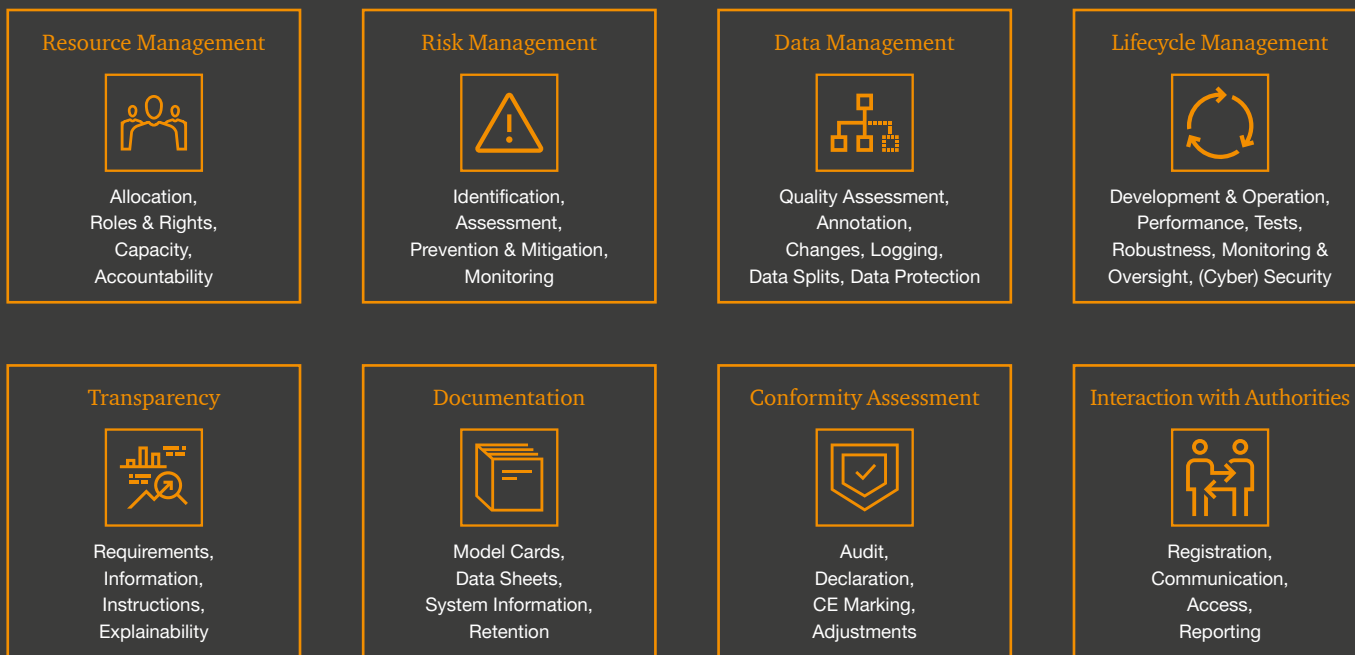 Resource Management
Allocation,
Roles & Rights,
Capacity,
Accountability
Risk Management
Identification,
Assessment,
Prevention & Mitigation,
Monitoring
Data Management
Quality Assessment,
Annotation,
Changes, Logging,
Data Splits, Data Protection
Lifecycle Management
Development & Operation,
Performance, Tests,
Robustness, Monitoring &
Oversight, (Cyber) Security
Transparency
Requirements,
Information,
Instructions,
Explainability
Documentation
Model Cards,
Data Sheets,
System Information,
Retention
Conformity Assessment
Audit,
Declaration,
CE Marking,
Adjustments
Interaction with Authorities
Registration,
Communication,
Access,
Reporting